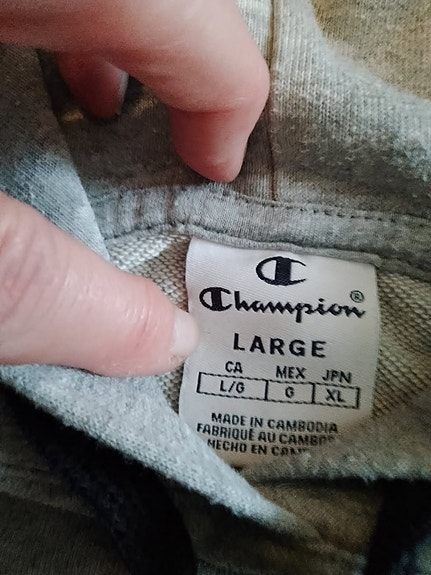 Champion®
LARGE
CA MEX JPN
L/G G XL
MADE IN CAMBODIA
FABRIQUÉ AU
HECHO EN